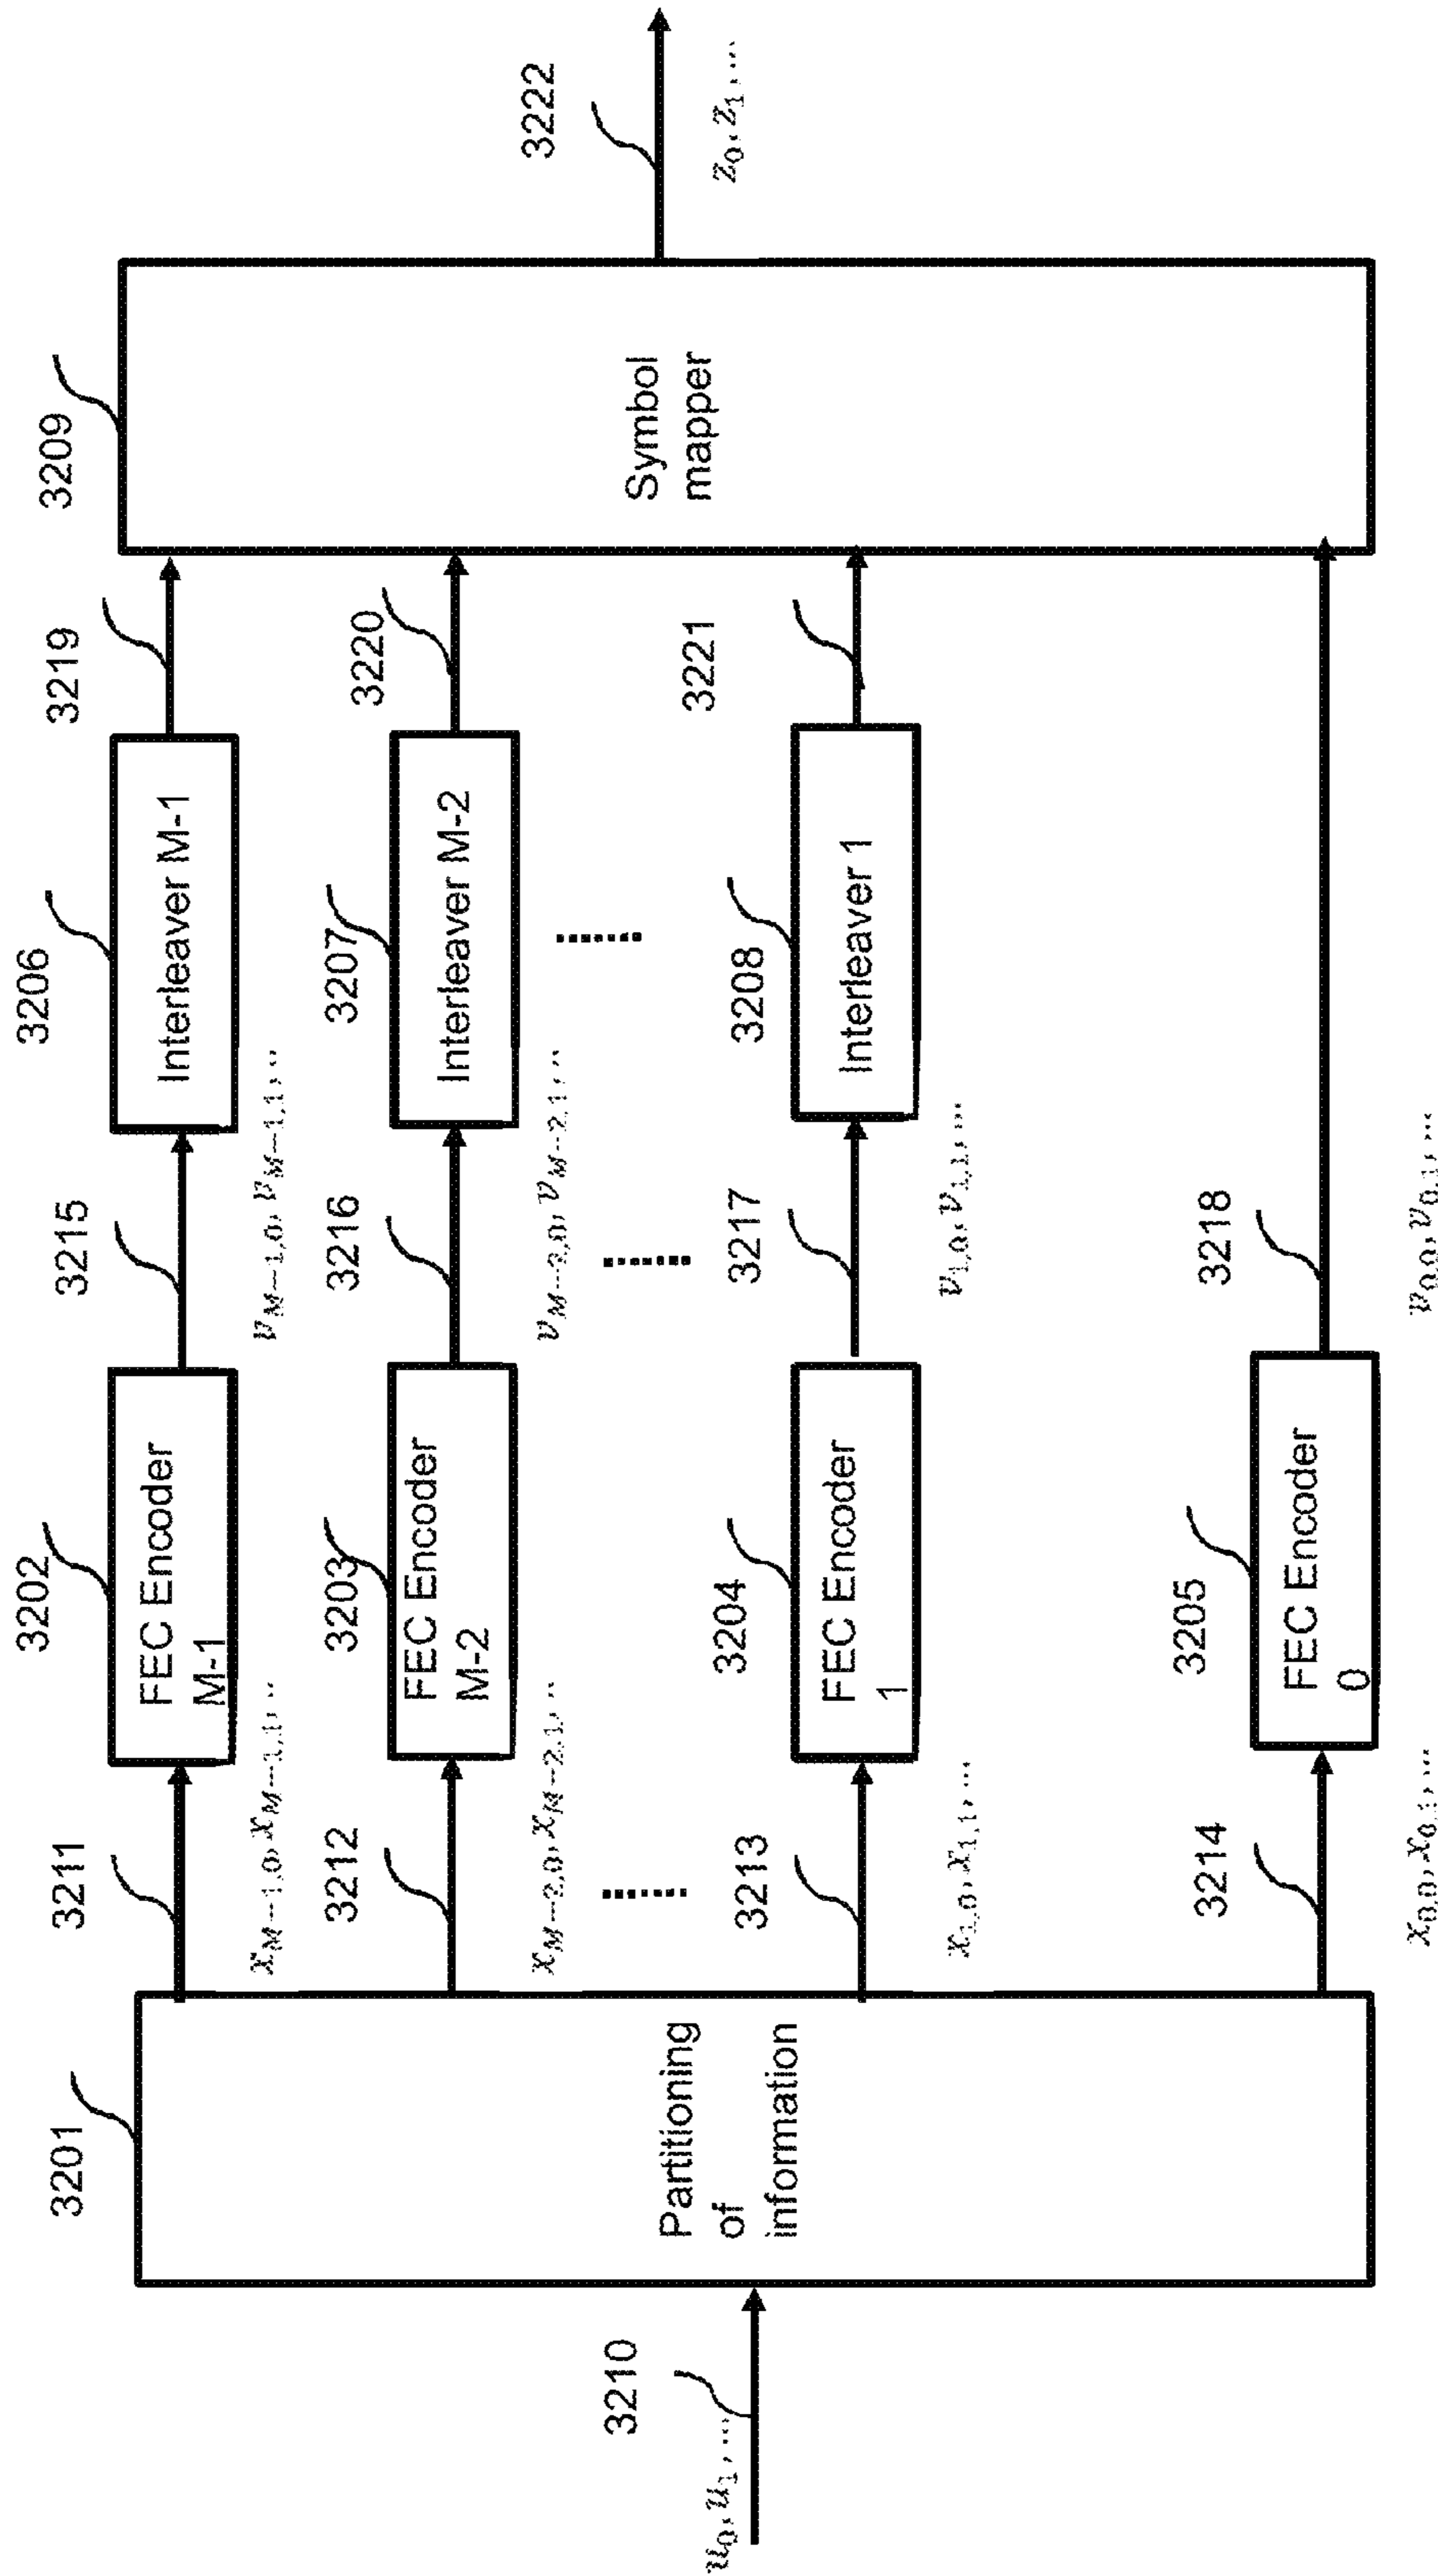 3201
Partitioning
of
information
3210
u₀, u₁, ...
3211
x_{M-1,0}, x_{M-1,1}, ..
3212
x_{M-2,0}, x_{M-2,1}, ..
.......
3213
x_{1,0}, x_{1,1}, ...
3214
x_{0,0}, x_{0,1}, ...
3202
FEC Encoder
M-1
3203
FEC Encoder
M-2
3204
FEC Encoder
1
3205
FEC Encoder
0
3215
v_{M-1,0}, v_{M-1,1}, ..
3216
v_{M-2,0}, v_{M-2,1}, ..
.......
3217
v_{1,0}, v_{1,1}, ...
3218
v_{0,0}, v_{0,1}, ...
3206
Interleaver M-1
3207
Interleaver M-2
.......
3208
Interleaver 1
3219
3220
3221
3209
Symbol
mapper
3222
z₀, z₁, ...